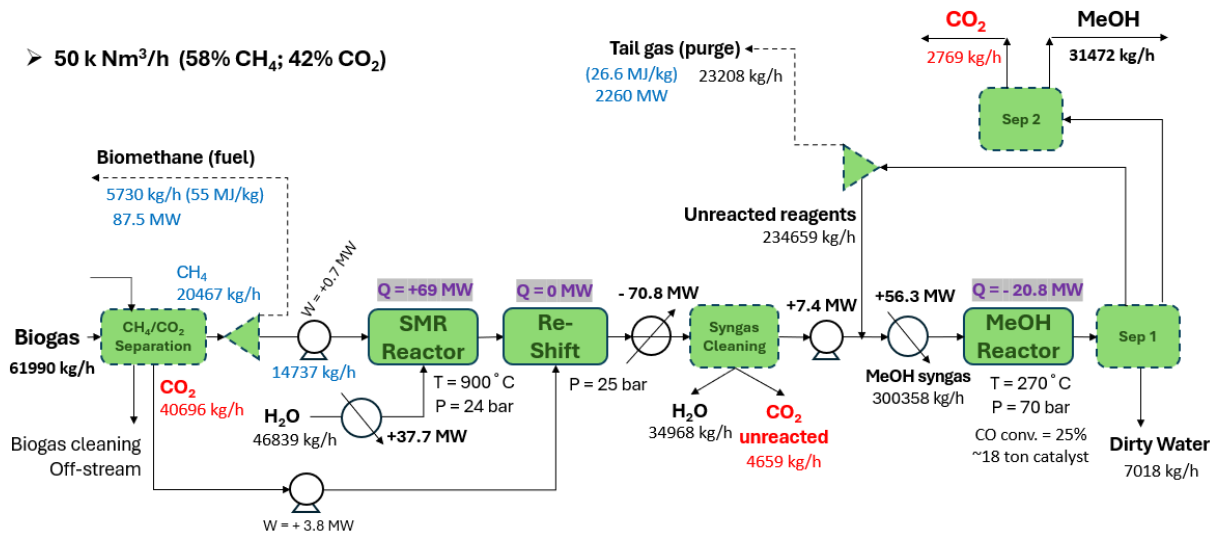 ➤ 50 k Nm³/h (58% CH₄; 42% CO₂)
Tail gas (purge)
(26.6 MJ/kg)
2260 MW
23208 kg/h
CO₂
2769 kg/h
MeOH
31472 kg/h
Sep 2
Biomethane (fuel)
5730 kg/h (55 MJ/kg)
87.5 MW
Unreacted reagents
234659 kg/h
CH₄
20467 kg/h
W = +0.7 MW
Q = +69 MW
Q = 0 MW
- 70.8 MW
+7.4 MW
+56.3 MW
Q = - 20.8 MW
Biogas
61990 kg/h
CH₄/CO₂
Separation
SMR
Reactor
Re-
Shift
Syngas
Cleaning
MeOH
Reactor
Sep 1
14737 kg/h
CO₂
40696 kg/h
H₂O
46839 kg/h
+37.7 MW
T = 900°C
P = 24 bar
P = 25 bar
H₂O
34968 kg/h
CO₂
unreacted
4659 kg/h
MeOH syngas
300358 kg/h
T = 270°C
P = 70 bar
CO conv. = 25%
~18 ton catalyst
Dirty Water
7018 kg/h
Biogas cleaning
Off-stream
W = + 3.8 MW